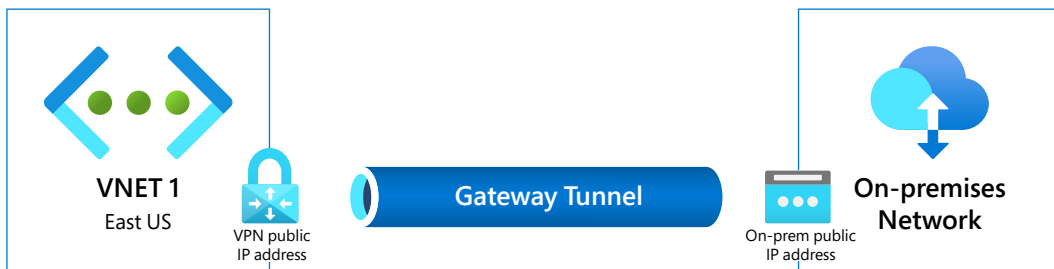 VNET 1
East US
VPN public
IP address
Gateway Tunnel
On-prem public
IP address
On-premises
Network